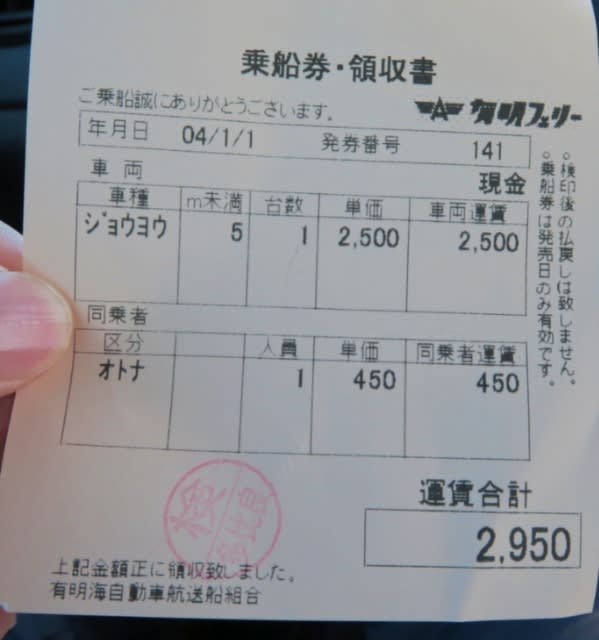 乗船券・領収書
ご乗船誠にありがとうございます。
有明フェリー
年月日 04/1/1 発券番号 141
車両 現金
車種 m未満 台数 単価 車両運賃
ジョウヨウ 5 1 2,500 2,500
同乗者
区分 人員 単価 同乗者運賃
オトナ 1 450 450
。検印後の払戻しは致しません。
。乗船券は発売日のみ有効です。
運賃合計
2,950
検
多比良
上記金額正に領収致しました。
有明海自動車航送船組合